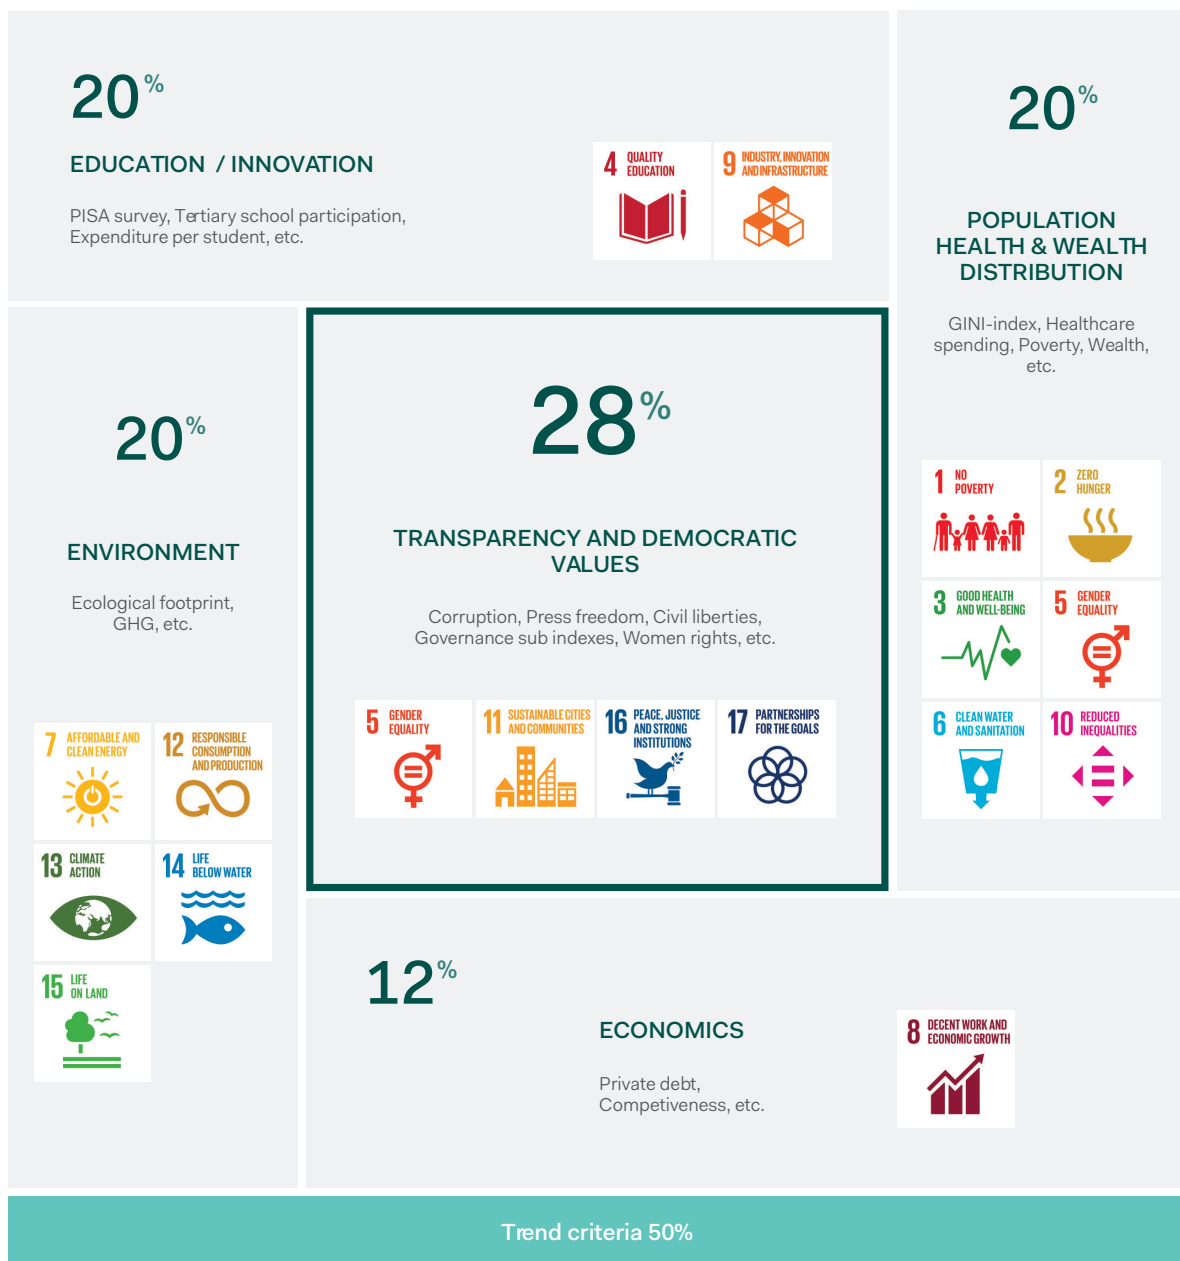 20%
EDUCATION / INNOVATION
PISA survey, Tertiary school participation,
Expenditure per student, etc.
4 QUALITY
EDUCATION
9 INDUSTRY, INNOVATION
AND INFRASTRUCTURE
20%
POPULATION
HEALTH & WEALTH
DISTRIBUTION
GINI-index, Healthcare
spending, Poverty, Wealth,
etc.
1 NO
POVERTY
2 ZERO
HUNGER
3 GOOD HEALTH
AND WELL-BEING
5 GENDER
EQUALITY
6 CLEAN WATER
AND SANITATION
10 REDUCED
INEQUALITIES
20%
ENVIRONMENT
Ecological footprint,
GHG, etc.
7 AFFORDABLE AND
CLEAN ENERGY
12 RESPONSIBLE
CONSUMPTION
AND PRODUCTION
13 CLIMATE
ACTION
14 LIFE
BELOW WATER
15 LIFE
ON LAND
28%
TRANSPARENCY AND DEMOCRATIC
VALUES
Corruption, Press freedom, Civil liberties,
Governance sub indexes, Women rights, etc.
5 GENDER
EQUALITY
11 SUSTAINABLE CITIES
AND COMMUNITIES
16 PEACE, JUSTICE
AND STRONG
INSTITUTIONS
17 PARTNERSHIPS
FOR THE GOALS
12%
ECONOMICS
Private debt,
Competiveness, etc.
8 DECENT WORK AND
ECONOMIC GROWTH
Trend criteria 50%